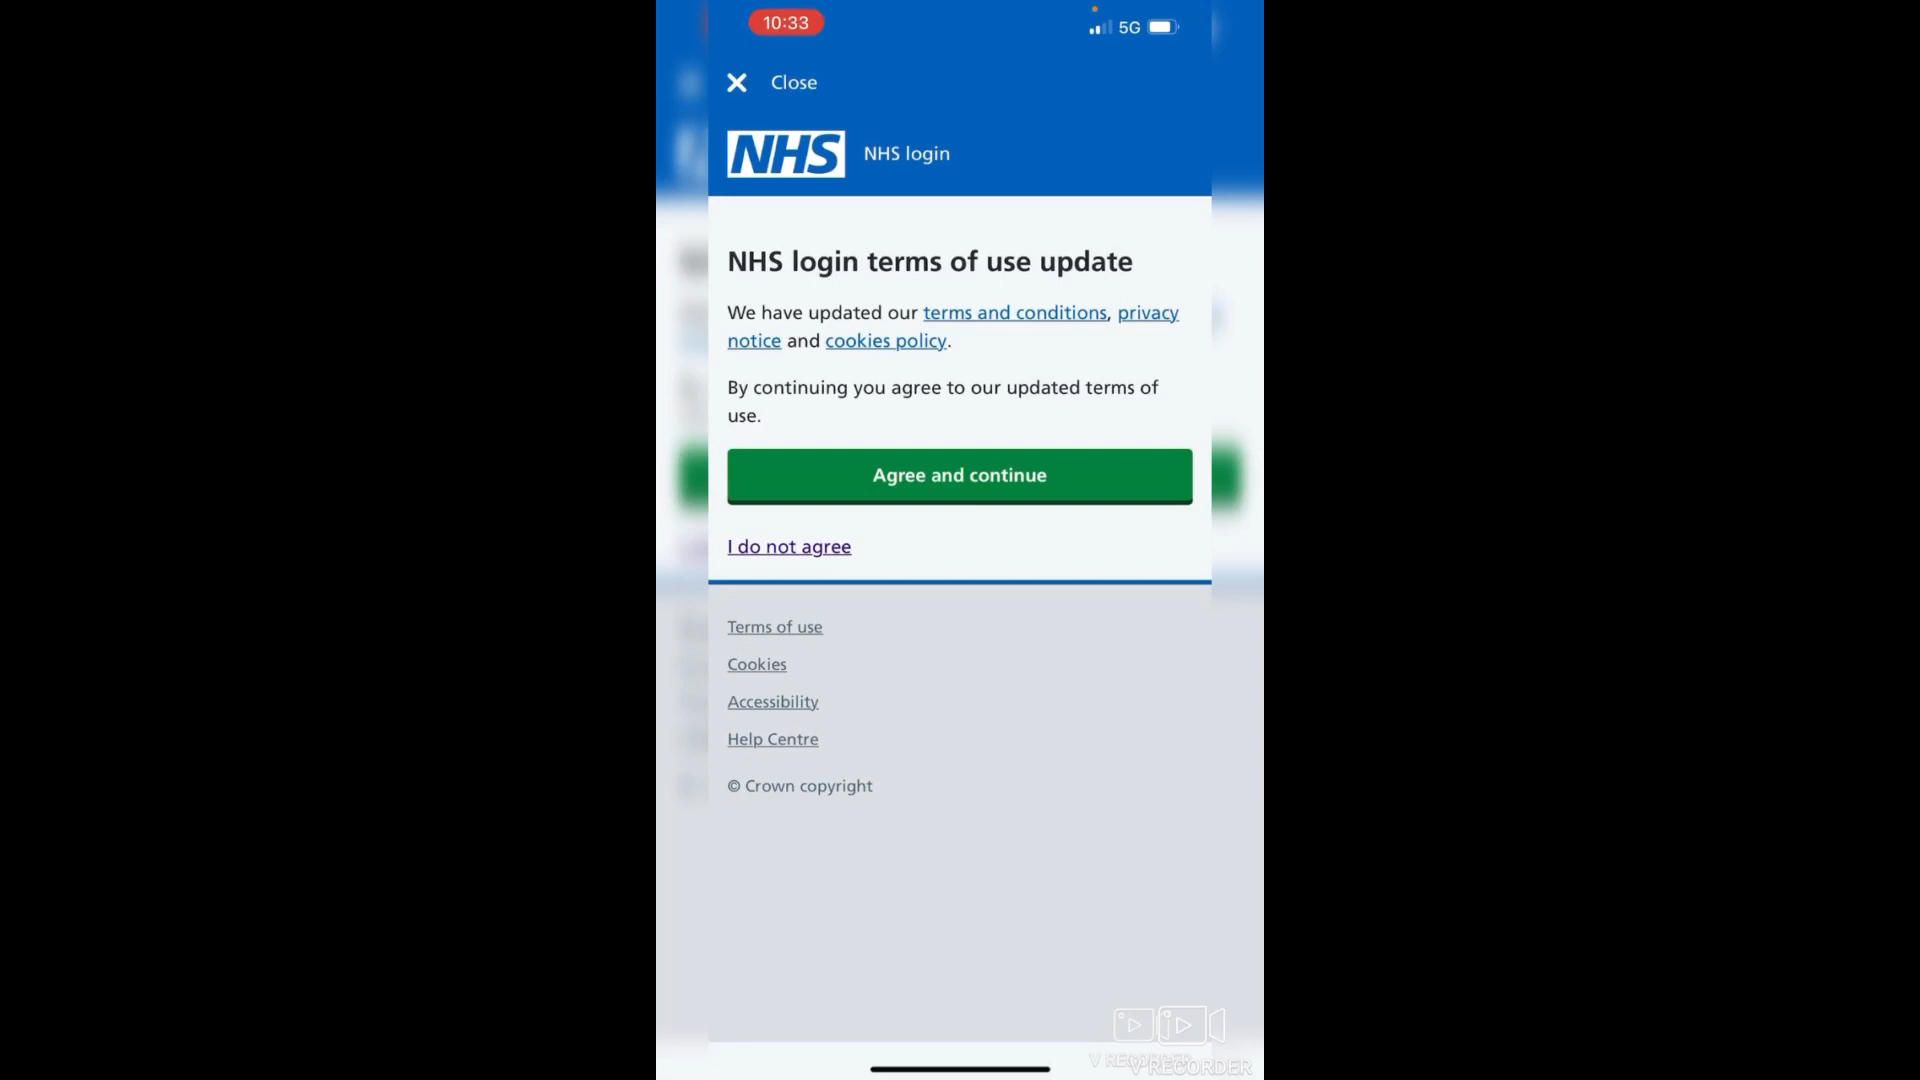 10:33
5G
Close
NHS NHS login
NHS login terms of use update
We have updated our terms and conditions, privacy
notice and cookies policy.
By continuing you agree to our updated terms of
use.
Agree and continue
I do not agree
Terms of use
Cookies
Accessibility
Help Centre
© Crown copyright
V RECORDER
V RECORDER